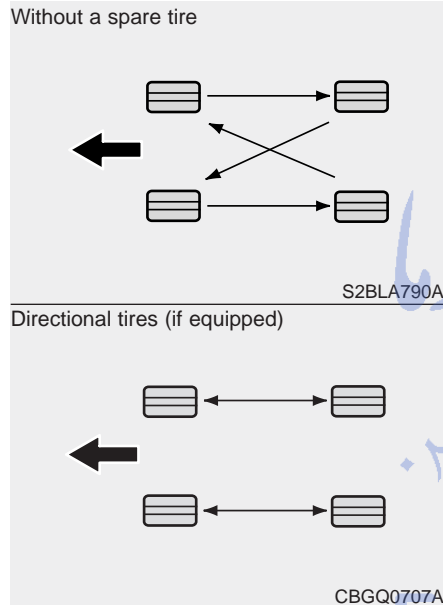 Without a spare tire
S2BLA790A
Directional tires (if equipped)
CBGQ0707A